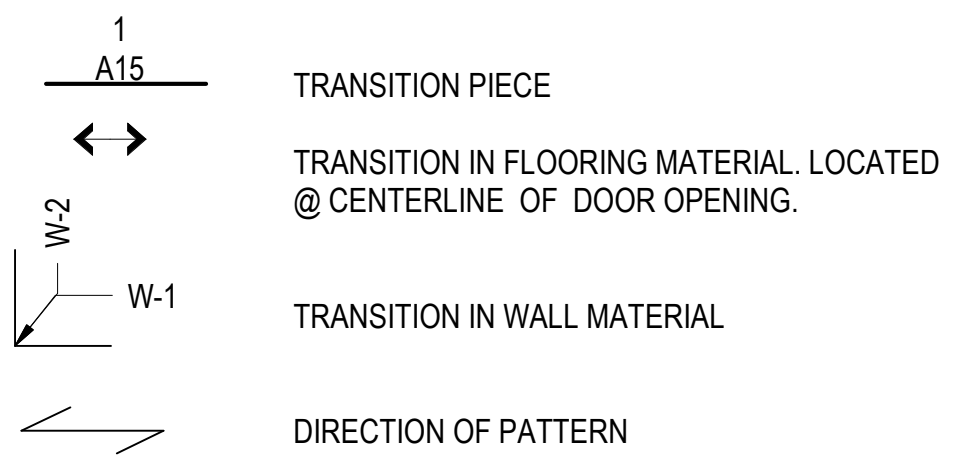 1
A15
TRANSITION PIECE
TRANSITION IN FLOORING MATERIAL. LOCATED
@ CENTERLINE OF DOOR OPENING.
W-2
W-1
TRANSITION IN WALL MATERIAL
DIRECTION OF PATTERN